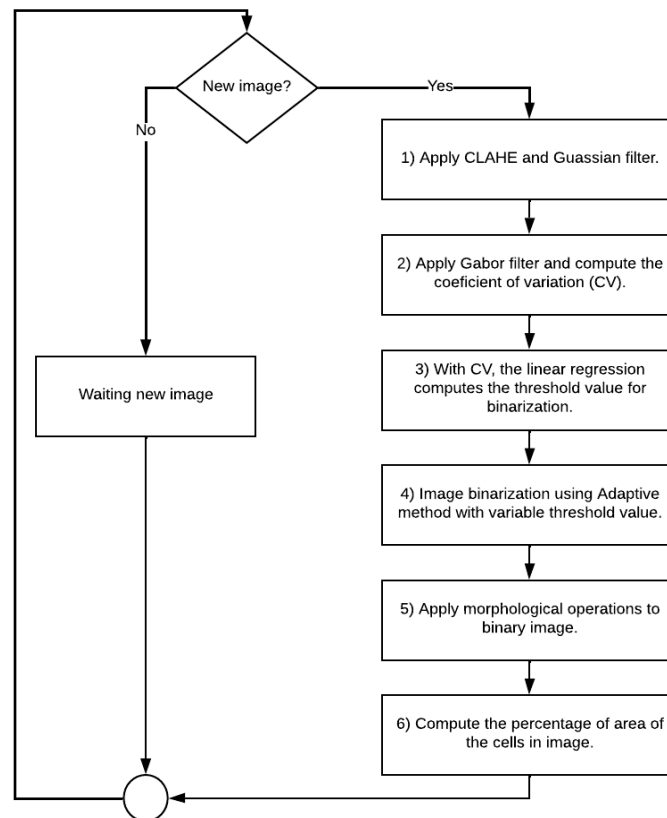 New image?
Yes
No
1) Apply CLAHE and Guassian filter.
2) Apply Gabor filter and compute the
coeficient of variation (CV).
3) With CV, the linear regression
computes the threshold value for
binarization.
Waiting new image
4) Image binarization using Adaptive
method with variable threshold value.
5) Apply morphological operations to
binary image.
6) Compute the percentage of area of
the cells in image.